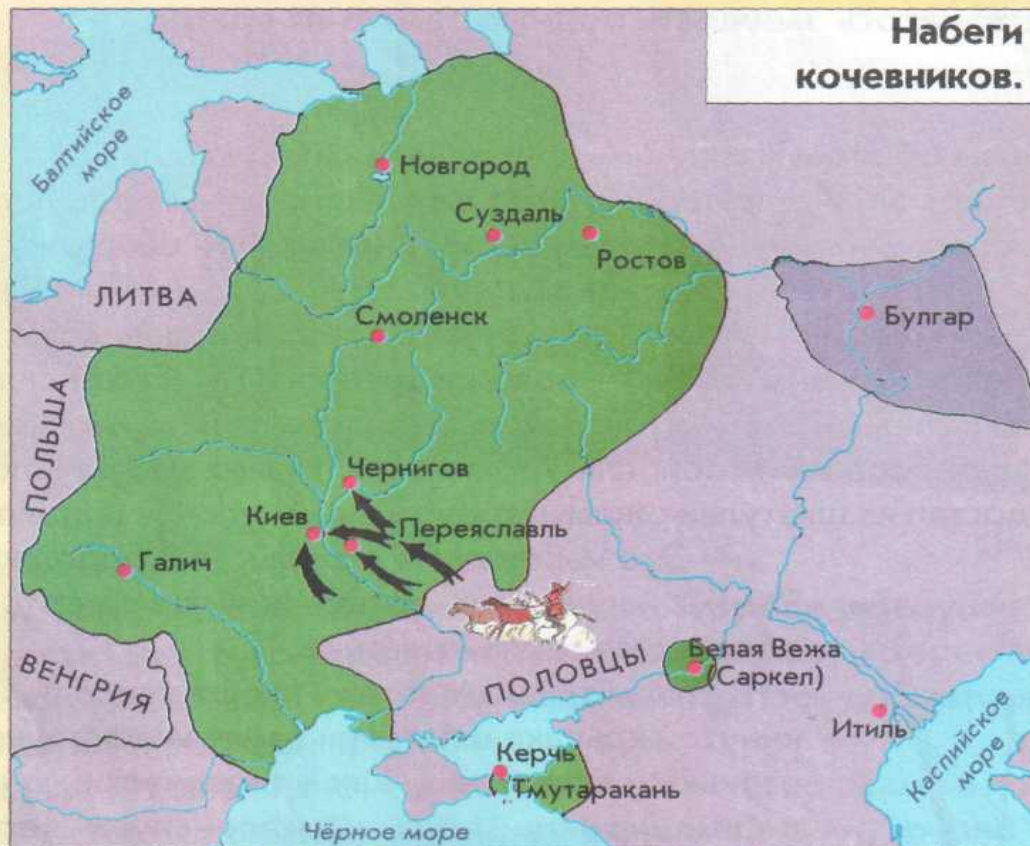 Набеги
кочевников.
Балтийское
море
Новгород
Суздаль
Ростов
ЛИТВА
Смоленск
Булгар
ПОЛЬША
Чернигов
Киев
Переяславль
Галич
ВЕНГРИЯ
ПОЛОВЦЫ
Белая Вежа
(Саркел)
Итиль
Каспийское
море
Керчь
Тмутаракань
Чёрное море